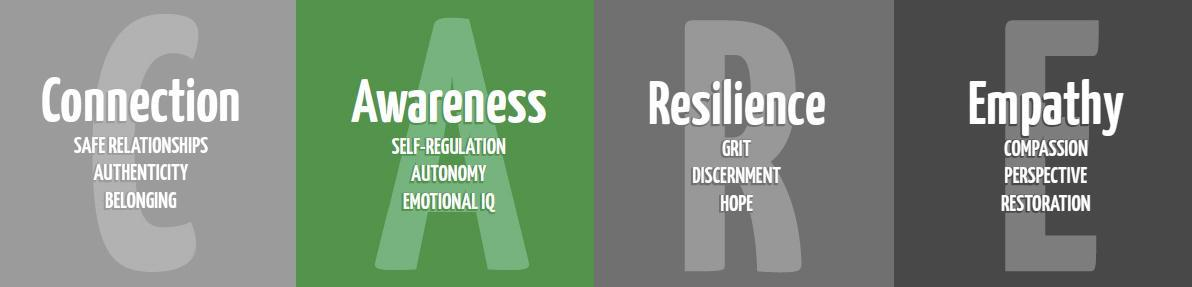 C
Connection
SAFE RELATIONSHIPS
AUTHENTICITY
BELONGING
A
Awareness
SELF-REGULATION
AUTONOMY
EMOTIONAL IQ
R
Resilience
GRIT
DISCERNMENT
HOPE
E
Empathy
COMPASSION
PERSPECTIVE
RESTORATION